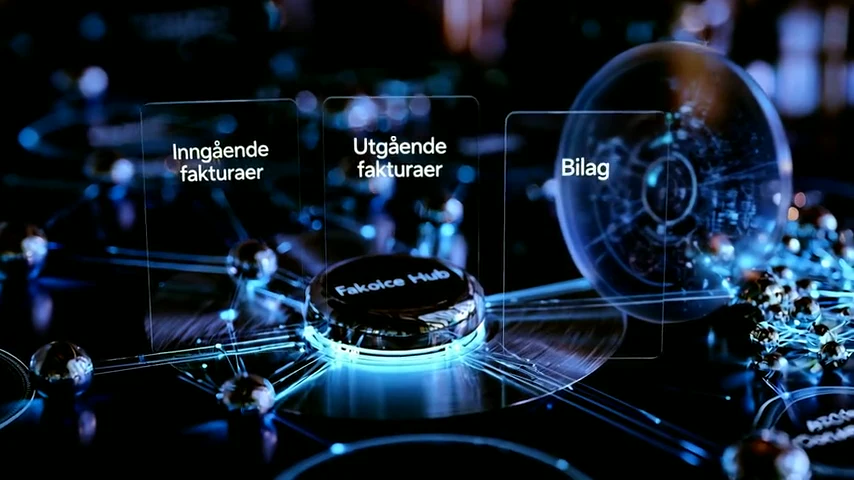 Inngående
fakturaer
Utgående
fakturaer
Bilag
Fakoice Hub